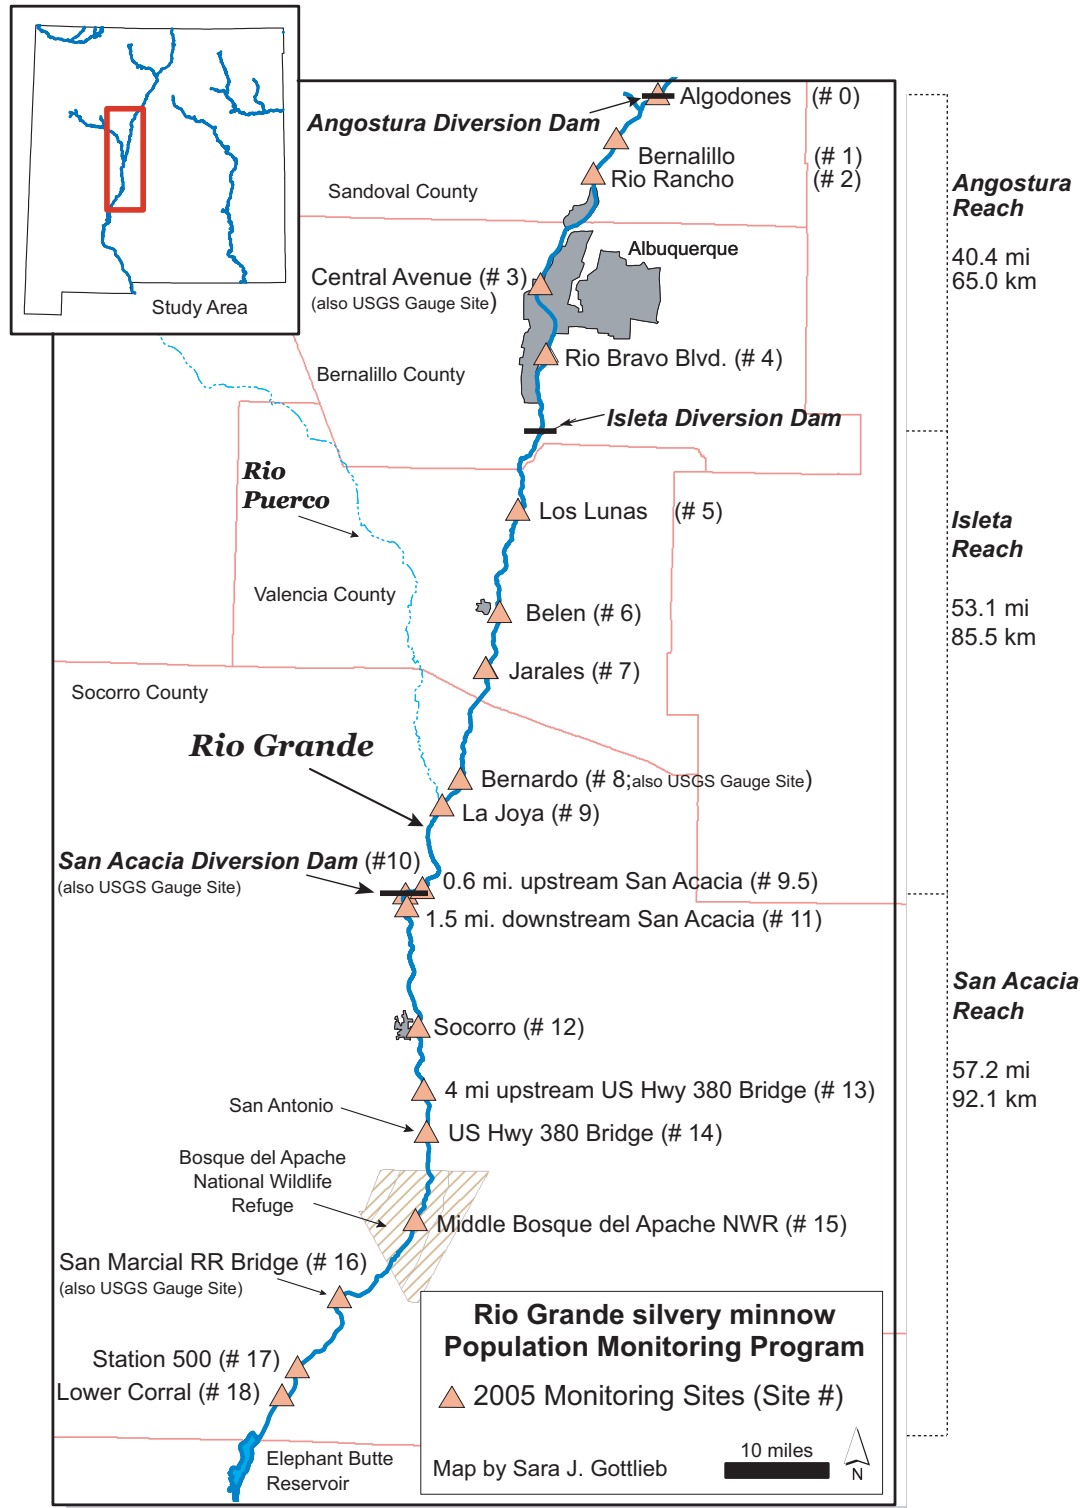 Study Area
Algodones (# 0)
Angostura Diversion Dam
Bernalillo (# 1)
Rio Rancho (# 2)
Sandoval County
Angostura
Reach
40.4 mi
65.0 km
Albuquerque
Central Avenue (# 3)
(also USGS Gauge Site)
Rio Bravo Blvd. (# 4)
Bernalillo County
Isleta Diversion Dam
Rio
Puerco
Los Lunas (# 5)
Isleta
Reach
53.1 mi
85.5 km
Valencia County
Belen (# 6)
Jarales (# 7)
Socorro County
Rio Grande
Bernardo (# 8;also USGS Gauge Site)
La Joya (# 9)
San Acacia Diversion Dam (#10)
(also USGS Gauge Site)
0.6 mi. upstream San Acacia (# 9.5)
1.5 mi. downstream San Acacia (# 11)
San Acacia
Reach
57.2 mi
92.1 km
Socorro (# 12)
4 mi upstream US Hwy 380 Bridge (# 13)
San Antonio
US Hwy 380 Bridge (# 14)
Bosque del Apache
National Wildlife
Refuge
Middle Bosque del Apache NWR (# 15)
San Marcial RR Bridge (# 16)
(also USGS Gauge Site)
Station 500 (# 17)
Lower Corral (# 18)
Elephant Butte
Reservoir
Rio Grande silvery minnow
Population Monitoring Program
2005 Monitoring Sites (Site #)
10 miles
Map by Sara J. Gottlieb
N